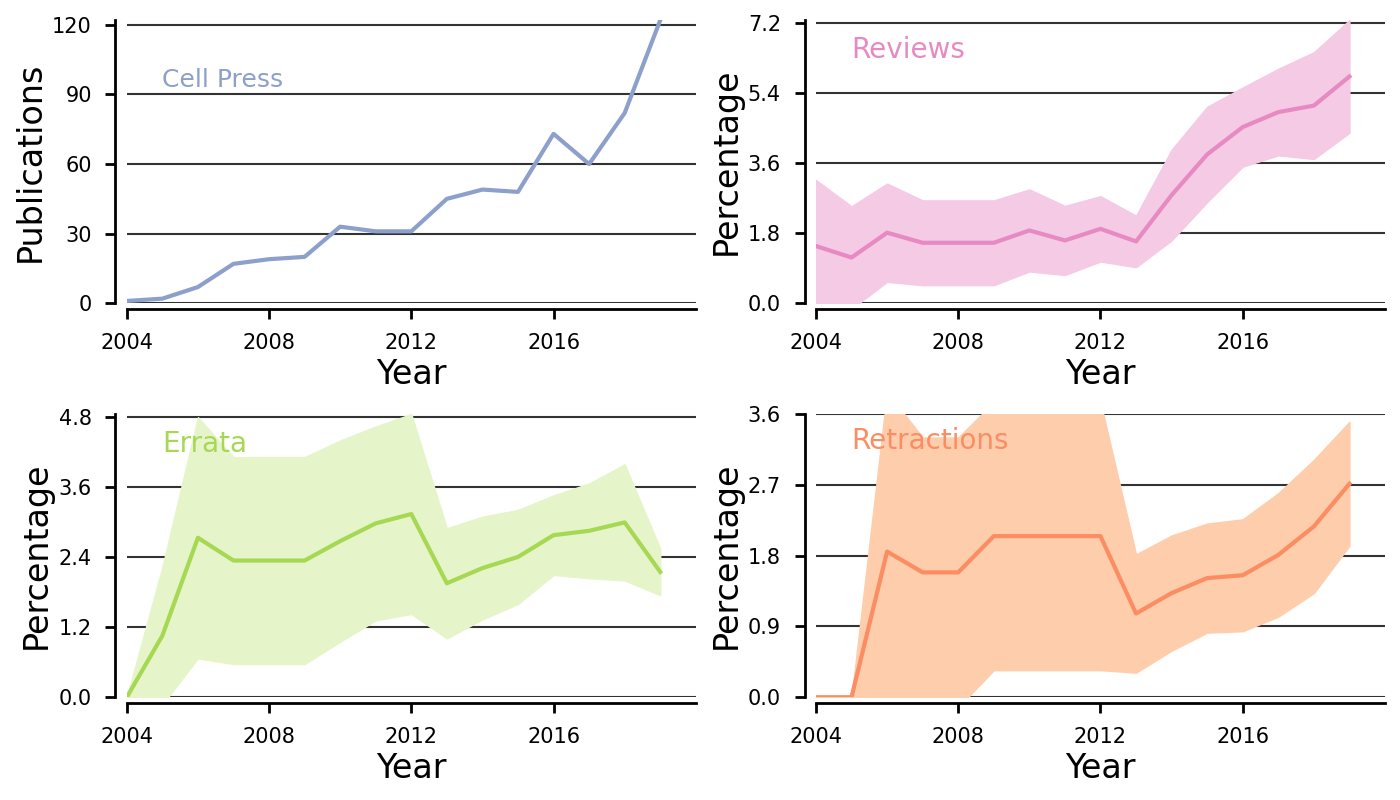 Cell Press
Publications
120
90
60
30
0
2004 2008 2012 2016
Year
Reviews
Percentage
7.2
5.4
3.6
1.8
0.0
2004 2008 2012 2016
Year
Errata
Percentage
4.8
3.6
2.4
1.2
0.0
2004 2008 2012 2016
Year
Retractions
Percentage
3.6
2.7
1.8
0.9
0.0
2004 2008 2012 2016
Year